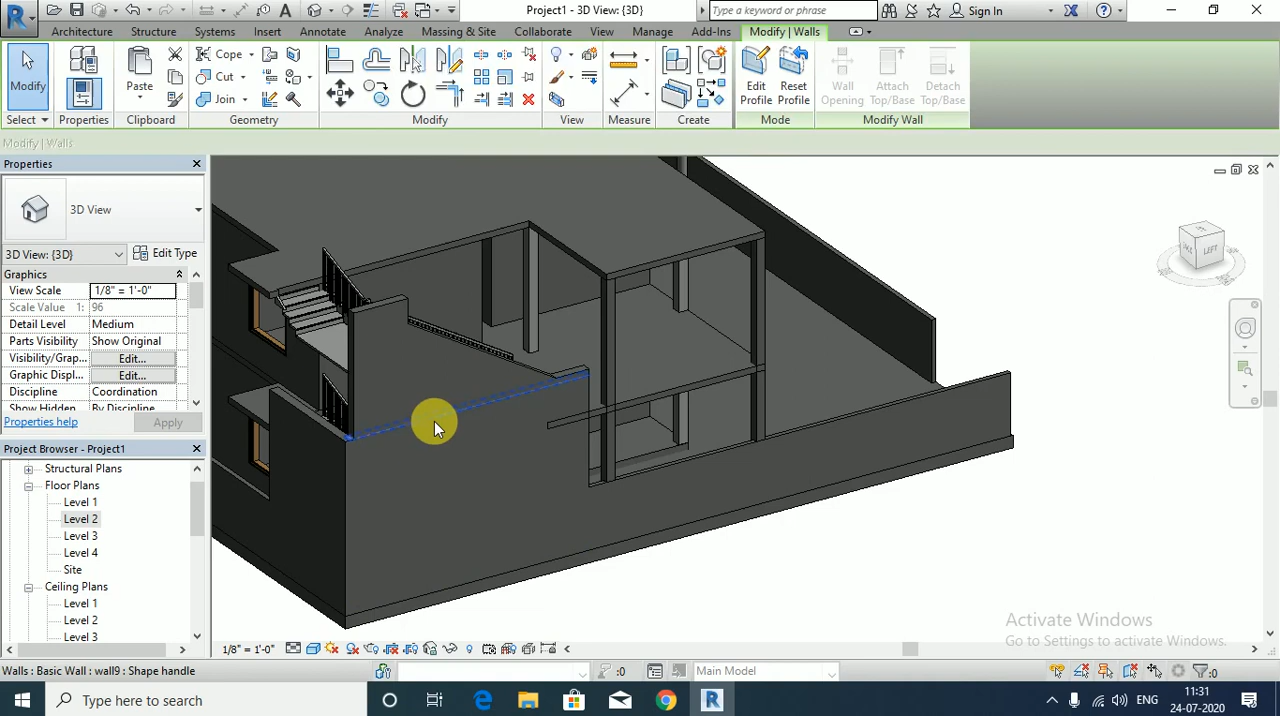 Project1 - 3D View: {3D}
Type a keyword or phrase
Sign In
Architecture
Structure
Systems
Insert
Annotate
Analyze
Massing & Site
Collaborate
View
Manage
Add-Ins
Modify | Walls
Modify
Paste
Cope
Cut
Join
Edit Profile
Reset Profile
Wall Opening
Attach Top/Base
Detach Top/Base
Select
Properties
Clipboard
Geometry
Modify
View
Measure
Create
Mode
Modify Wall
Modify | Walls
Properties
3D View
3D View: {3D}
Edit Type
Graphics
View Scale
1/8" = 1'-0"
Scale Value 1:
96
Detail Level
Medium
Parts Visibility
Show Original
Visibility/Grap...
Edit...
Graphic Displ...
Edit...
Discipline
Coordination
Show Hidden
By Discipline
Properties help
Apply
Project Browser - Project1
Structural Plans
Floor Plans
Level 1
Level 2
Level 3
Level 4
Site
Ceiling Plans
Level 1
Level 2
Level 3
LEFT
Activate Windows
Go to Settings to activate Windows.
1/8" = 1'-0"
Walls : Basic Wall : wall9 : Shape handle
:0
Main Model
:0
Type here to search
ENG
11:31
24-07-2020